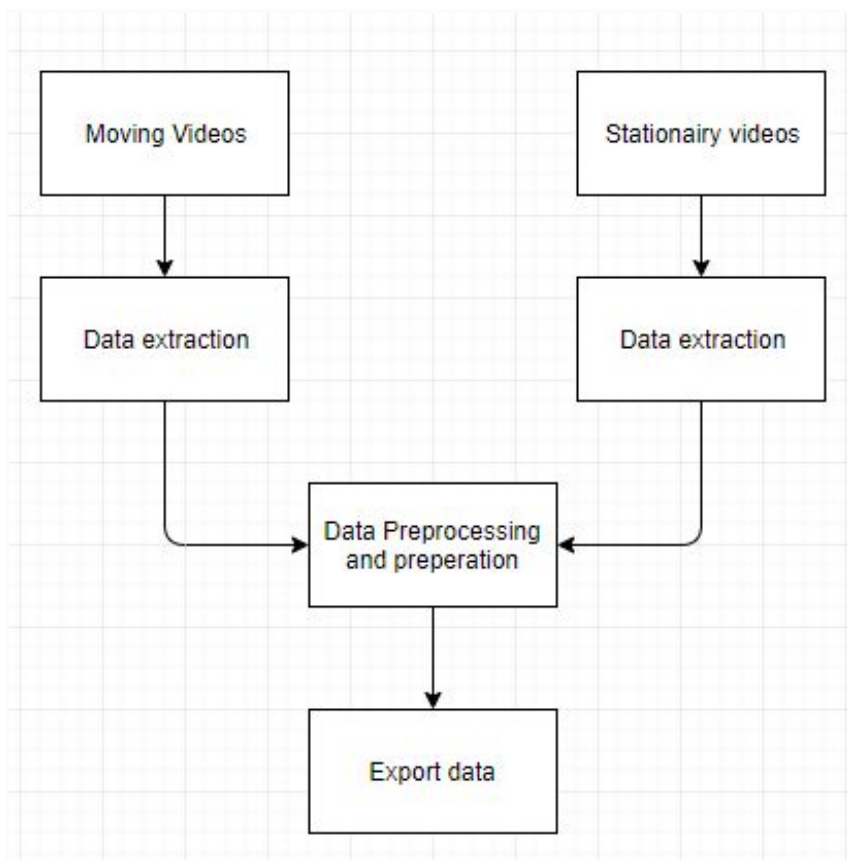 Moving Videos
Stationairy videos
Data extraction
Data extraction
Data Preprocessing
and preperation
Export data